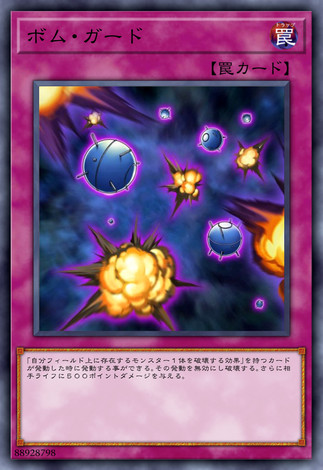 ボム・ガード
トラップ
罠
【罠カード】
「自分フィールド上に存在するモンスター１体を破壊する効果」を持つカード
が発動した時に発動する事ができる。その発動を無効にし破壊する。さらに
相手ライフに５００ポイントダメージを与える。
88928798